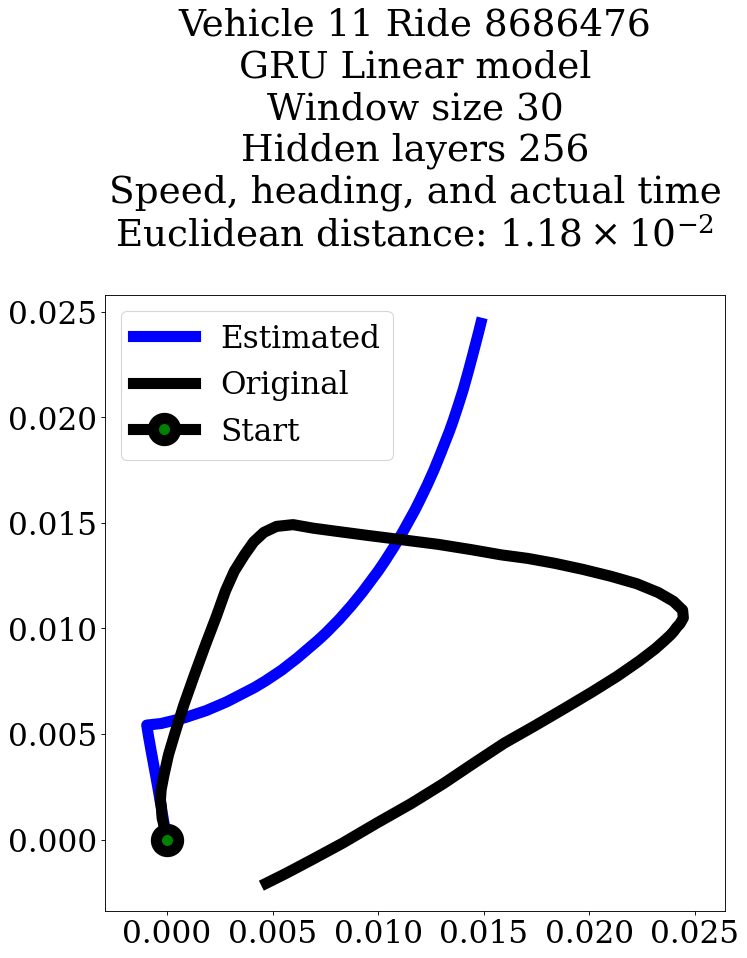 Vehicle 11 Ride 8686476
GRU Linear model
Window size 30
Hidden layers 256
Speed, heading, and actual time
Euclidean distance: 1.18 × 10⁻²
Estimated
Original
Start
0.025
0.020
0.015
0.010
0.005
0.000
0.000 0.005 0.010 0.015 0.020 0.025